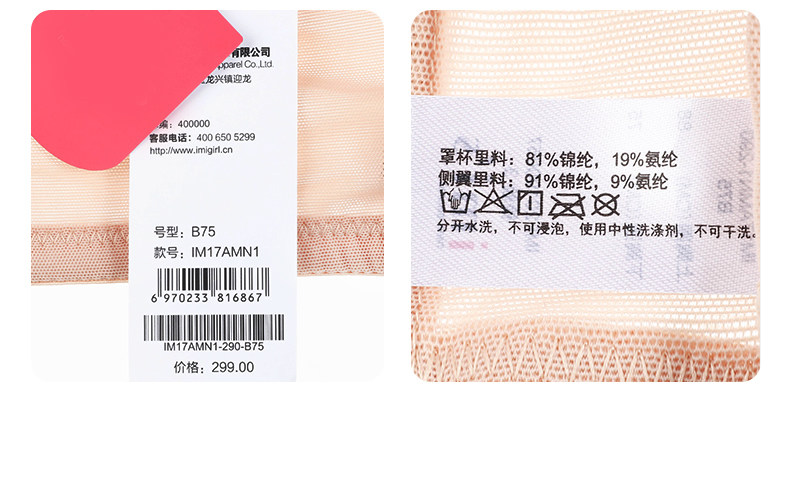 有限公司
pparel Co.,Ltd.
龙兴镇迎龙
编：400000
客服电话：400 650 5299
http://www.imigirl.cn
号型：B75
款号：IM17AMN1
6 970233 816867
IM17AMN1-290-B75
价格：299.00
罩杯里料：81%锦纶，19%氨纶
侧翼里料：91%锦纶，9%氨纶
分开水洗，不可浸泡，使用中性洗涤剂，不可干洗。